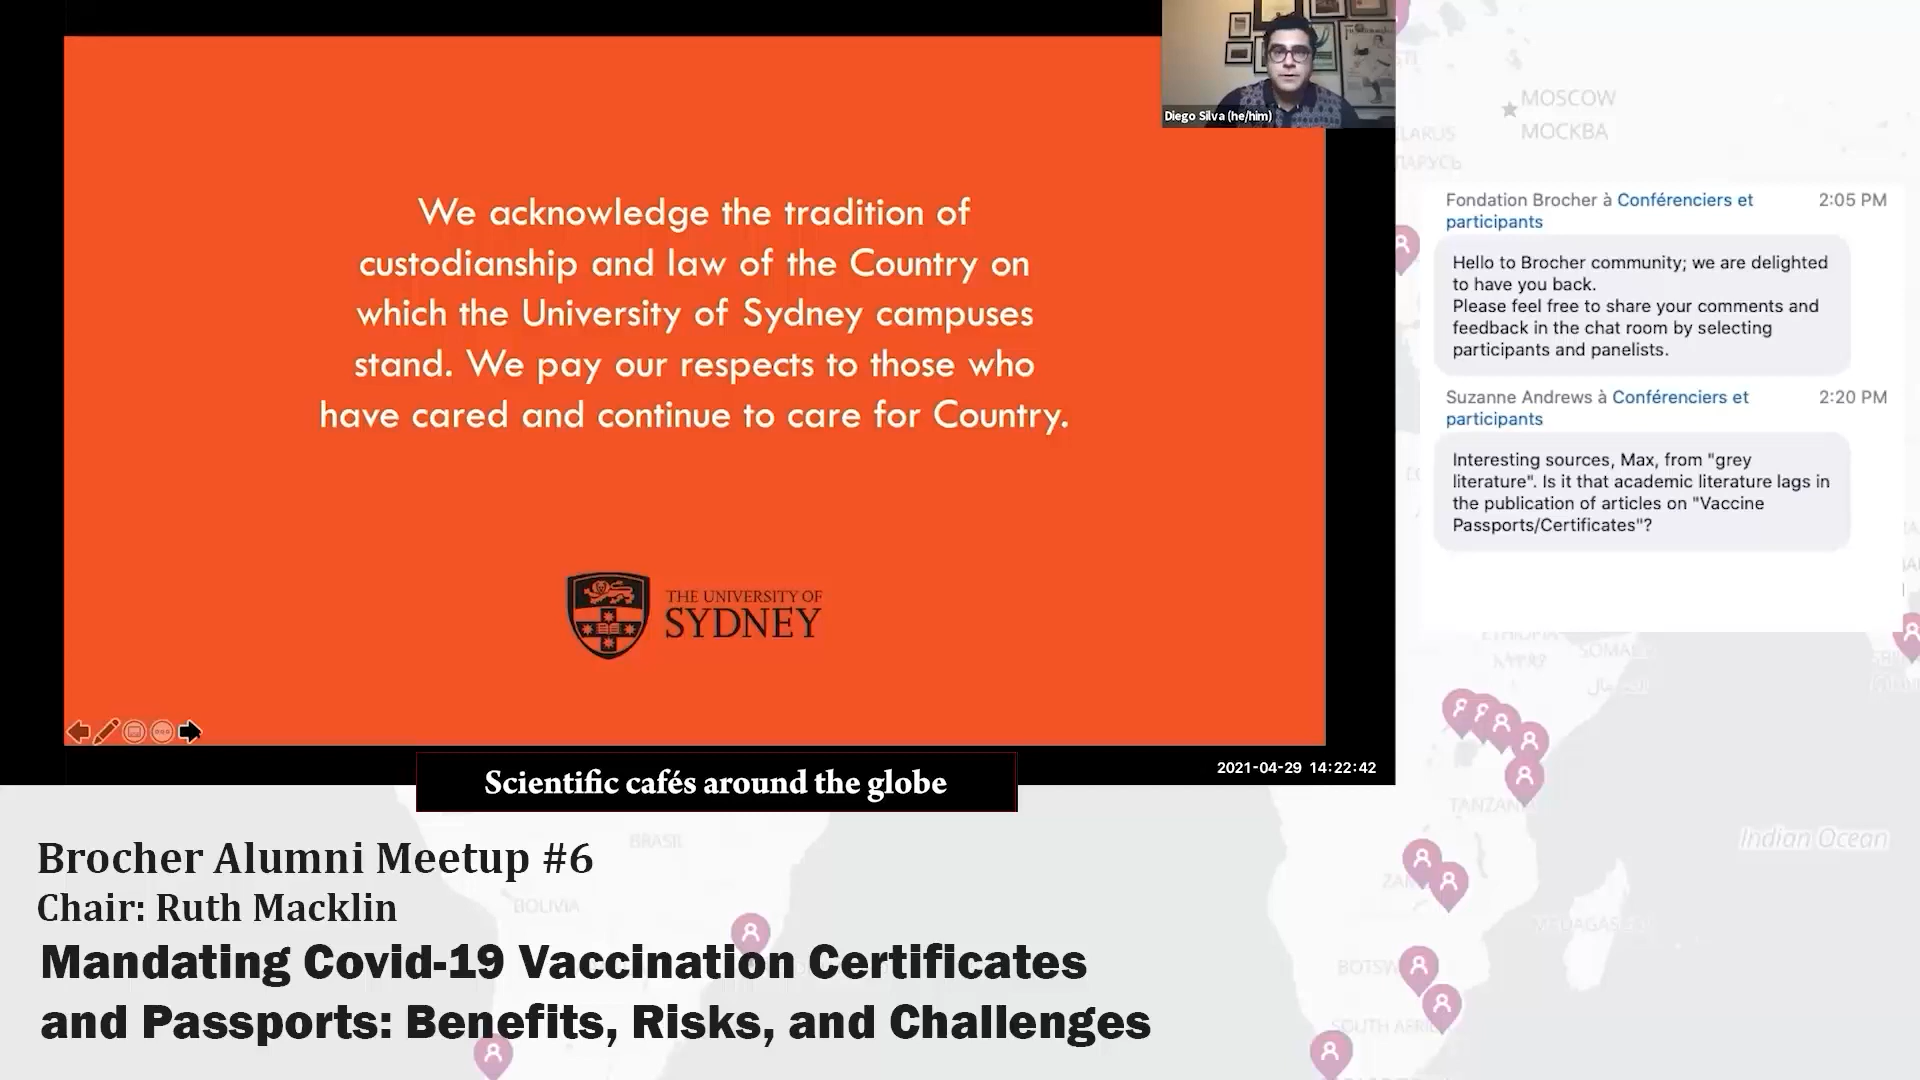 We acknowledge the tradition of
custodianship and law of the Country on
which the University of Sydney campuses
stand. We pay our respects to those who
have cared and continue to care for Country.
THE UNIVERSITY OF
SYDNEY
Diego Silva (he/him)
2021-04-29 14:22:42
Scientific cafés around the globe
Brocher Alumni Meetup #6
Chair: Ruth Macklin
Mandating Covid-19 Vaccination Certificates
and Passports: Benefits, Risks, and Challenges
MOSCOW
МОСКВА
Fondation Brocher à Conférenciers et 2:05 PM
participants
Hello to Brocher community; we are delighted
to have you back.
Please feel free to share your comments and
feedback in the chat room by selecting
participants and panelists.
Suzanne Andrews à Conférenciers et 2:20 PM
participants
Interesting sources, Max, from "grey
literature". Is it that academic literature lags in
the publication of articles on "Vaccine
Passports/Certificates"?
TANZAN
Indian Ocean
BRASIL
BOLIVIA
BOTSW
SOUTH AFRI